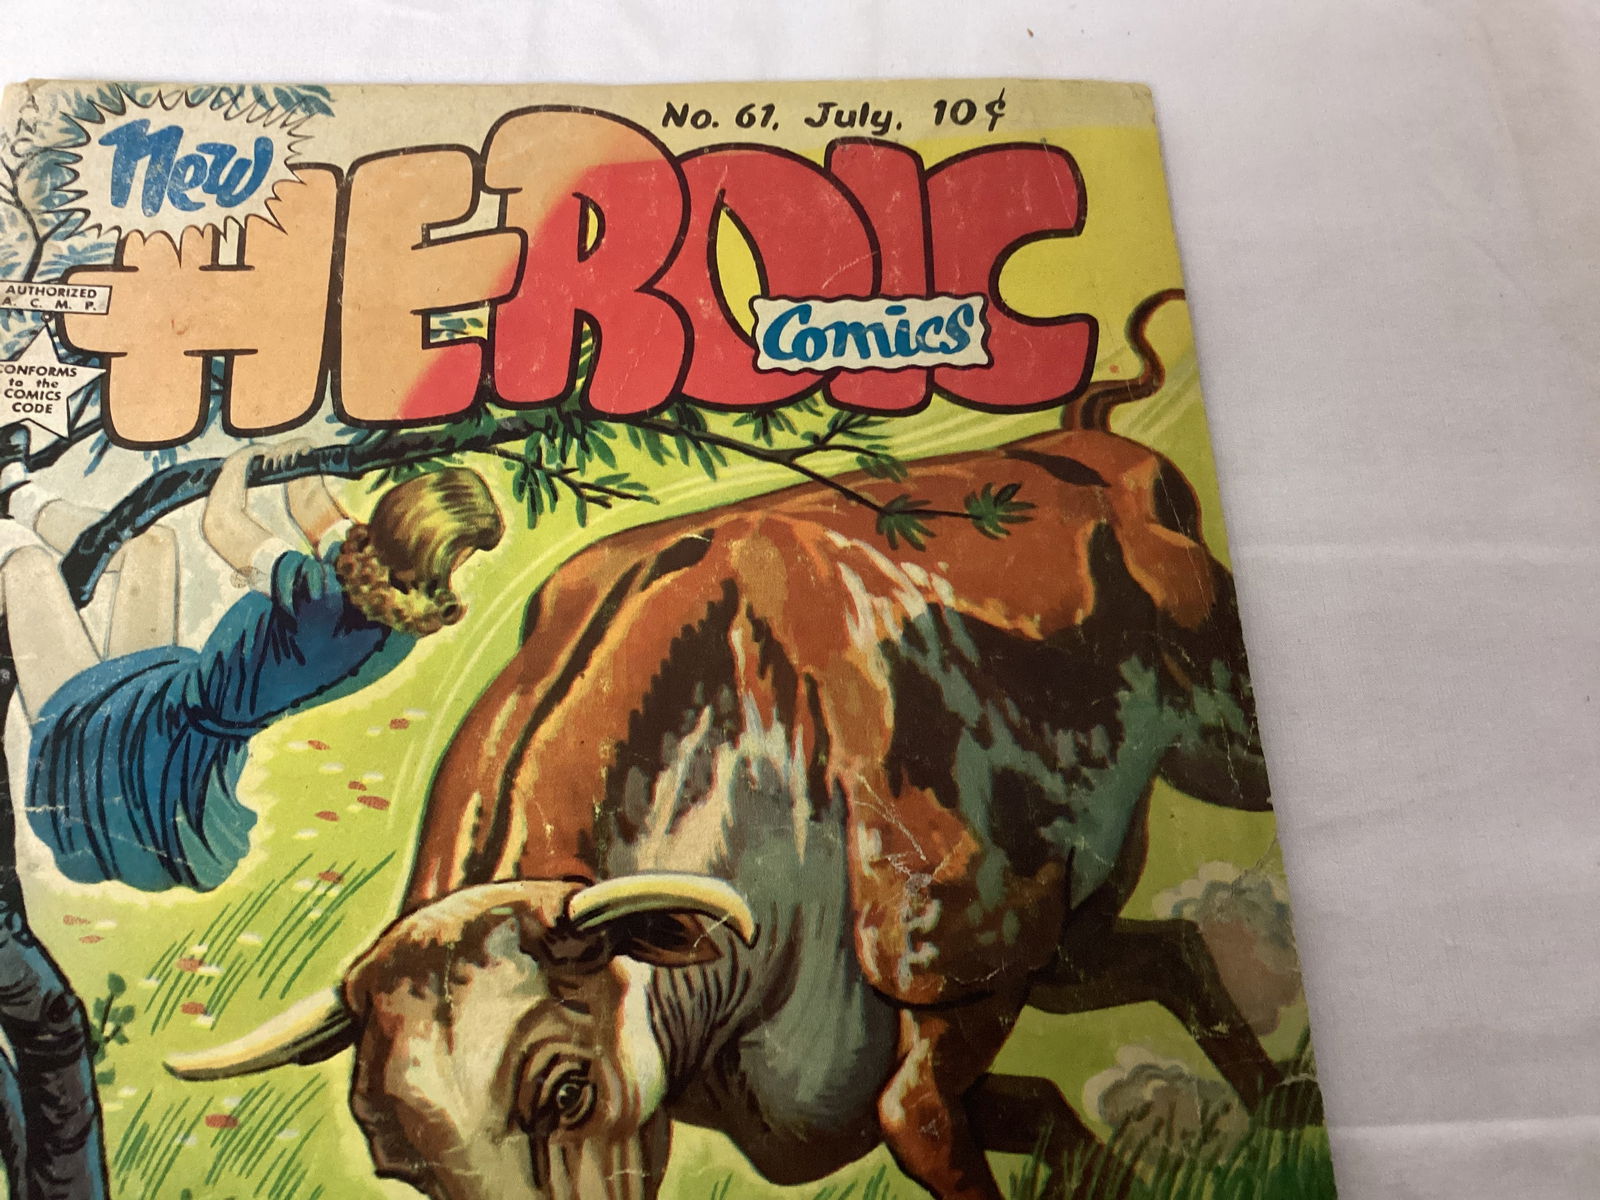 No. 61, July, 10¢
New
HEROIC
Comics
AUTHORIZED
A. C. M. P.
CONFORMS
to the
COMICS
CODE